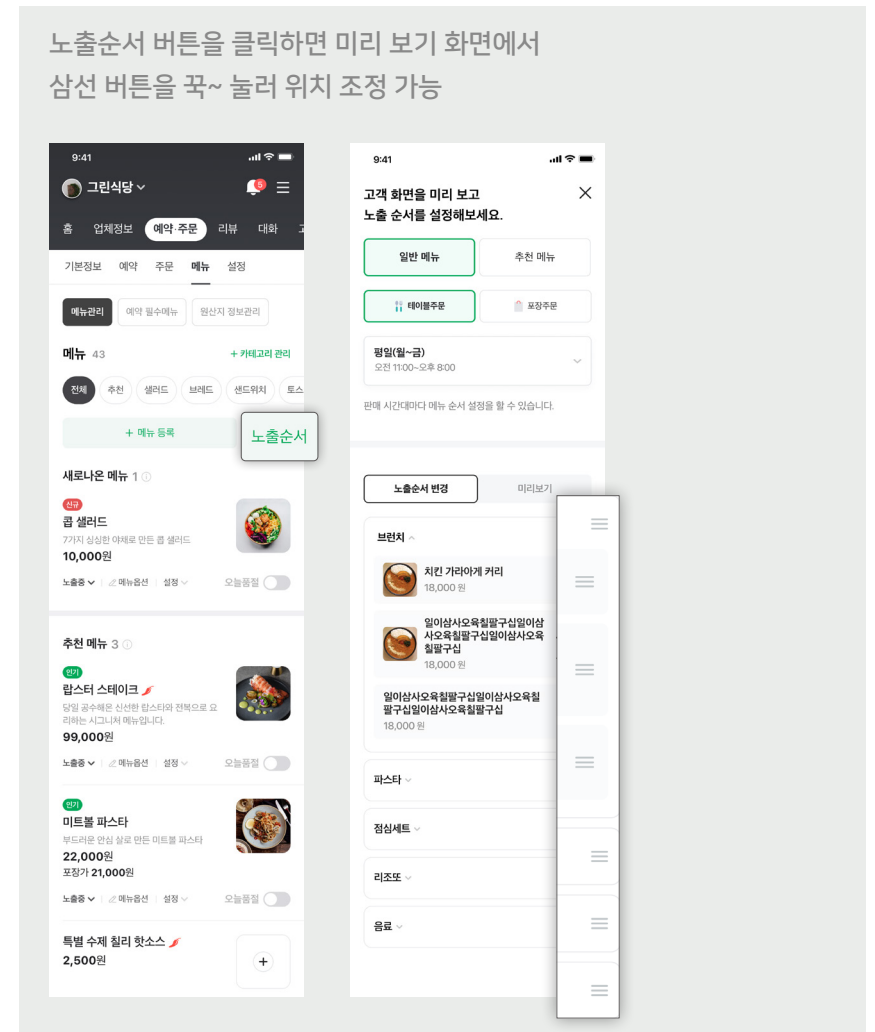 노출순서 버튼을 클릭하면 미리 보기 화면에서
삼선 버튼을 꾹~ 눌러 위치 조정 가능
9:41
그린식당
5
홈 업체정보 예약·주문 리뷰 대화
기본정보 예약 주문 메뉴 설정
메뉴관리 예약 필수메뉴 원산지 정보관리
메뉴 43 + 카테고리 관리
전체 추천 샐러드 브레드 샌드위치 토스
+ 메뉴 등록 노출순서
새로나온 메뉴 1
신규
콥 샐러드
7가지 싱싱한 야채로 만든 콥 샐러드
10,000원
노출중 메뉴옵션 설정 오늘품절
추천 메뉴 3
인기
랍스터 스테이크
당일 공수해온 신선한 랍스타와 전복으로 요
리하는 시그니처 메뉴입니다.
99,000원
노출중 메뉴옵션 설정 오늘품절
인기
미트볼 파스타
부드러운 안심 살로 만든 미트볼 파스타
22,000원
포장가 21,000원
노출중 메뉴옵션 설정 오늘품절
특별 수제 칠리 핫소스
2,500원
9:41
고객 화면을 미리 보고
노출 순서를 설정해보세요.
일반 메뉴 추천 메뉴
테이블주문 포장주문
평일(월~금)
오전 11:00~오후 8:00
판매 시간대마다 메뉴 순서 설정을 할 수 있습니다.
노출순서 변경 미리보기
브런치
치킨 가라아게 커리
18,000 원
일이삼사오육칠팔구십일이삼
사오육칠팔구십일이삼사오육
칠팔구십
18,000 원
일이삼사오육칠팔구십일이삼사오육칠
팔구십일이삼사오육칠팔구십
18,000 원
파스타
점심세트
리조또
음료